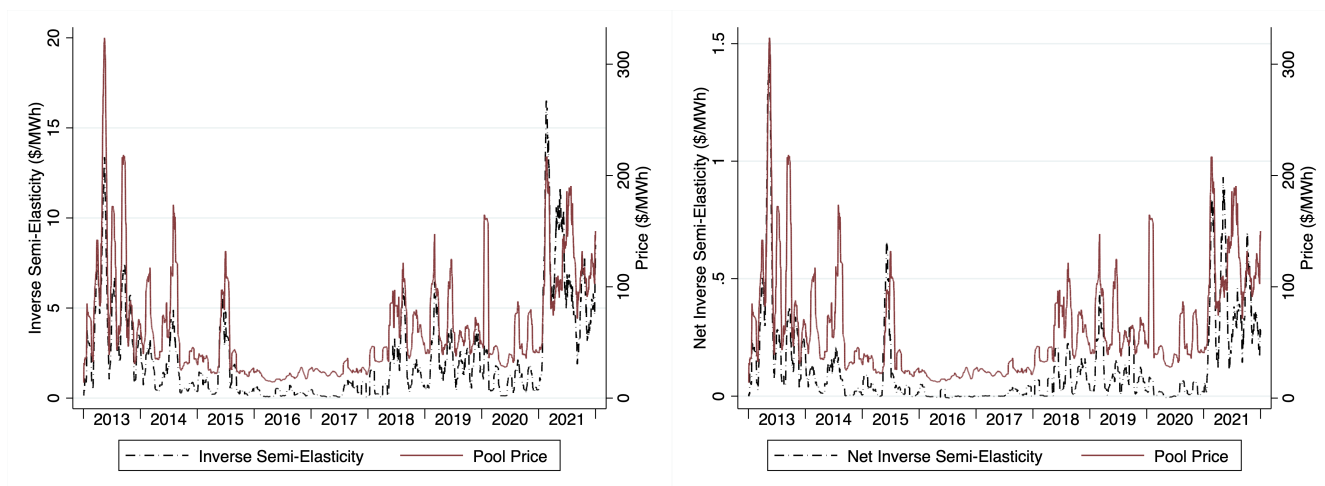 Inverse Semi-Elasticity ($/MWh)
20
15
10
5
0
300
200
100
0
Price ($/MWh)
2013 2014 2015 2016 2017 2018 2019 2020 2021
Inverse Semi-Elasticity Pool Price
Net Inverse Semi-Elasticity ($/MWh)
1.5
1
.5
0
300
200
100
0
Price ($/MWh)
2013 2014 2015 2016 2017 2018 2019 2020 2021
Net Inverse Semi-Elasticity Pool Price